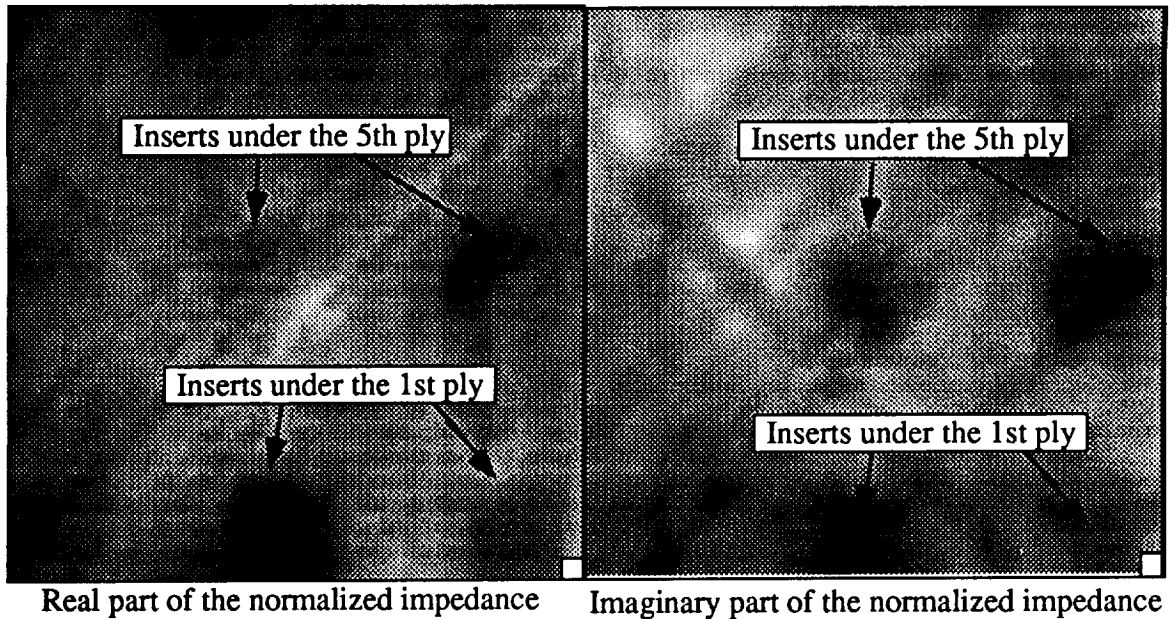 Inserts under the 5th ply
Inserts under the 1st ply
Real part of the normalized impedance
Inserts under the 5th ply
Inserts under the 1st ply
Imaginary part of the normalized impedance